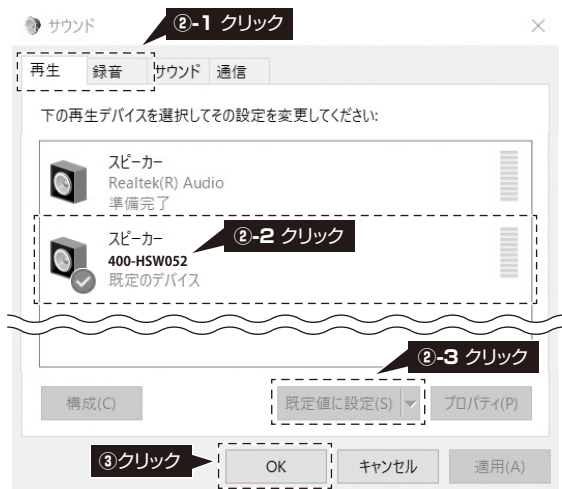 サウンド
②-1 クリック
再生 録音 サウンド 通信
下の再生デバイスを選択してその設定を変更してください:
スピーカー
Realtek(R) Audio
準備完了
スピーカー
②-2 クリック
400-HSW052
既定のデバイス
②-3 クリック
構成(C) 既定値に設定(S) プロパティ(P)
③クリック OK キャンセル 適用(A)